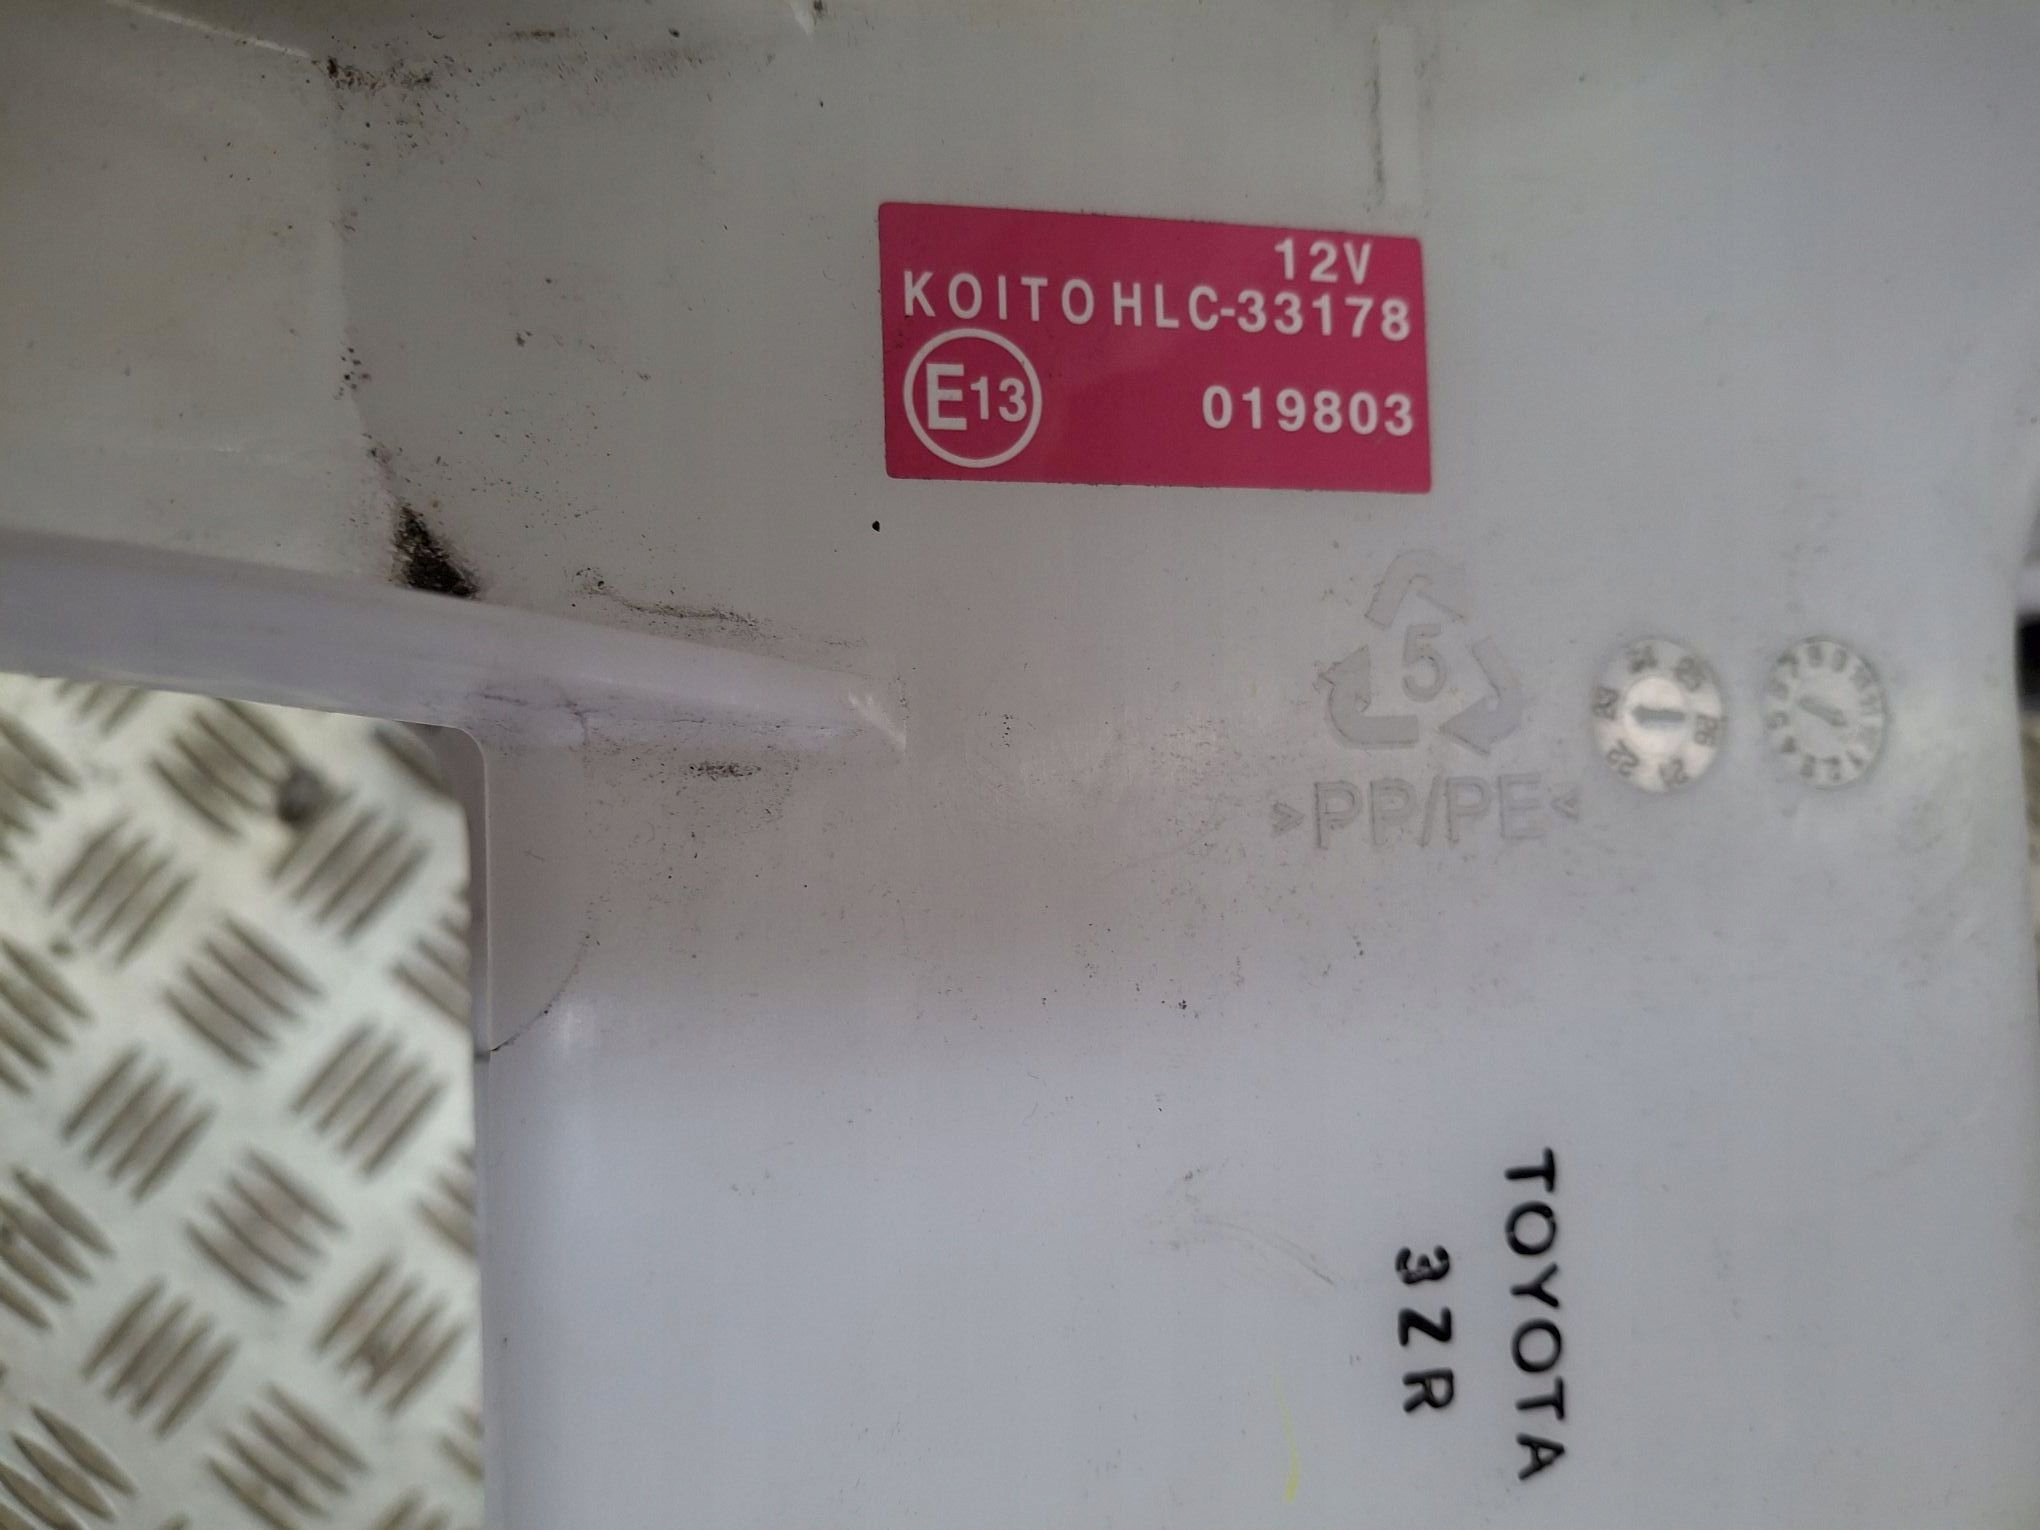 12V
KOITO HLC-33178
E13 019803
5
>PP/PE<
TOYOTA
3ZR